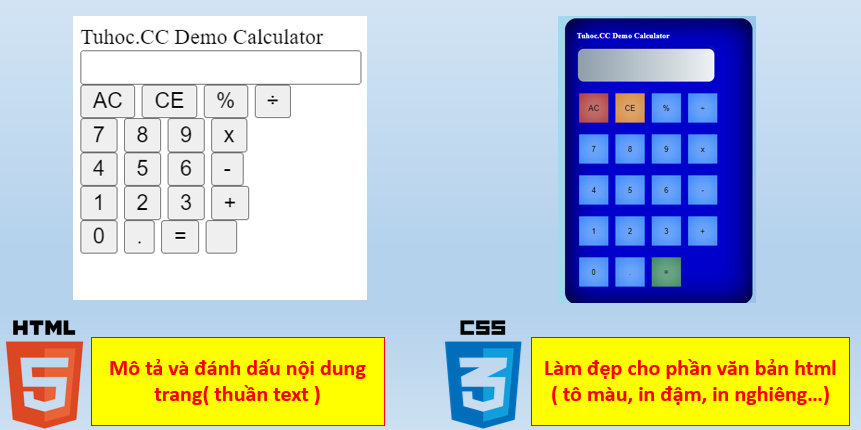 Tuhoc.CC Demo Calculator
AC CE % ÷
7 8 9 x
4 5 6 -
1 2 3 +
0 . =
Tuhoc.CC Demo Calculator
AC CE % ÷
7 8 9 x
4 5 6 -
1 2 3 +
0 =
HTML
5
Mô tả và đánh dấu nội dung
trang( thuần text )
CSS
3
Làm đẹp cho phần văn bản html
( tô màu, in đậm, in nghiêng...)